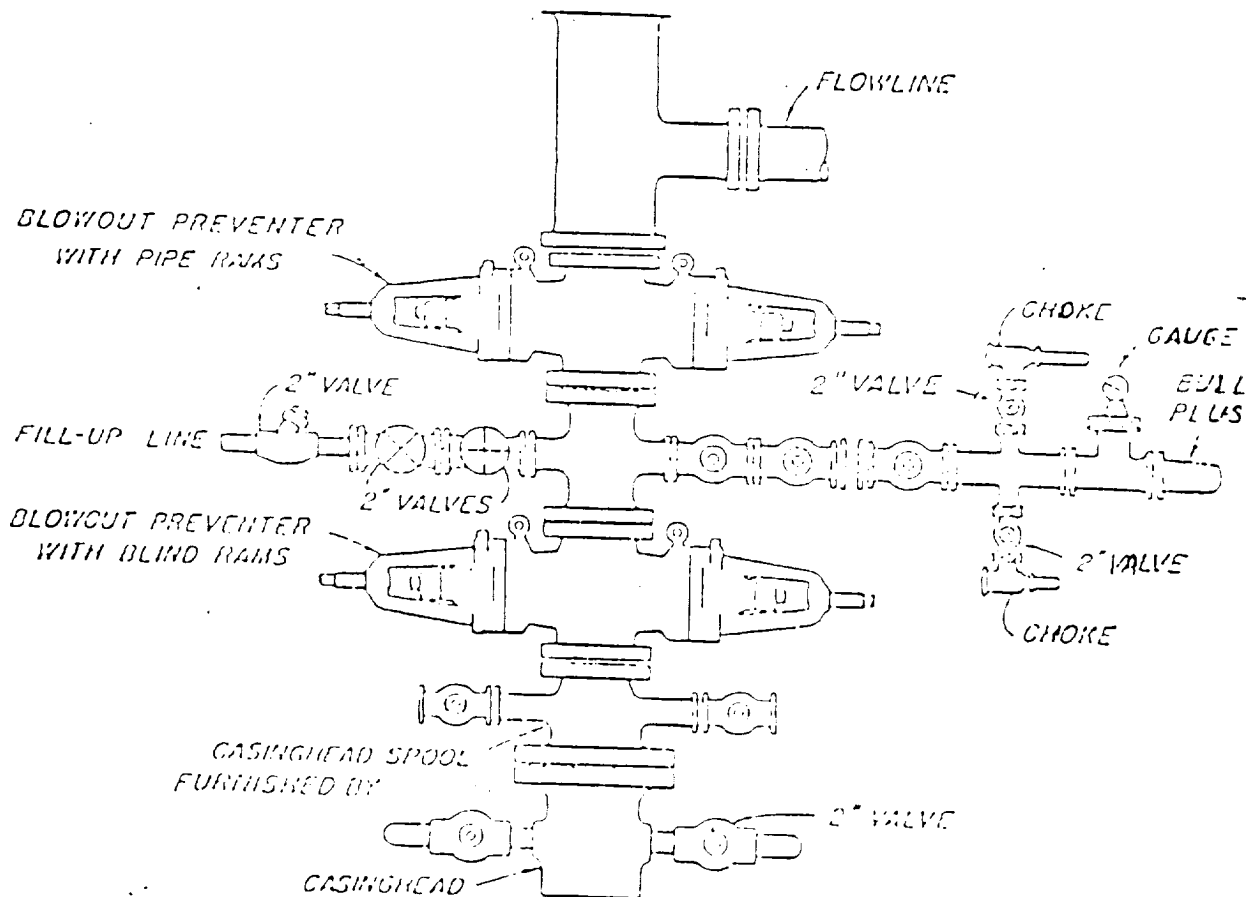 FLOWLINE
BLOWOUT PREVENTER
WITH PIPE RAMS
CHOKE
GAUGE
2" VALVE
2" VALVE
BULL
PLUG
FILL-UP LINE
2" VALVES
BLOWOUT PREVENTER
WITH BLIND RAMS
2" VALVE
CHOKE
CASINGHEAD SPOOL
FURNISHED BY
2" VALVE
CASINGHEAD